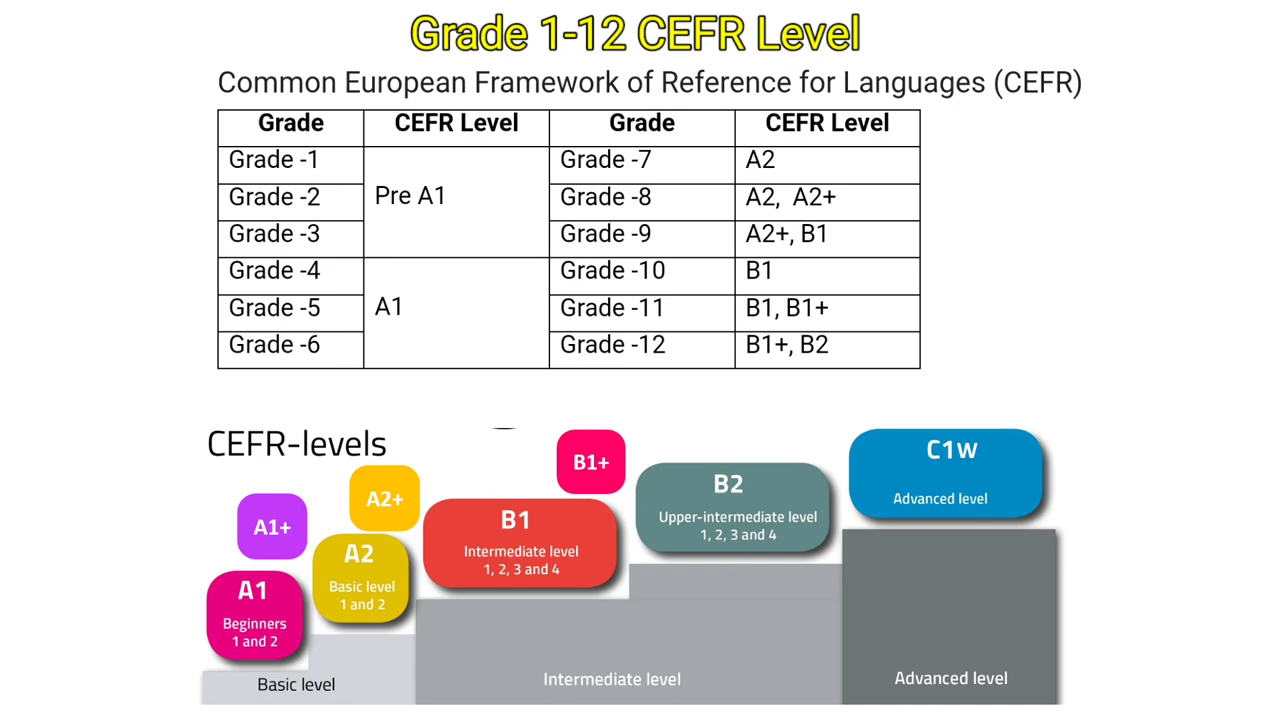 Grade 1-12 CEFR Level
Common European Framework of Reference for Languages (CEFR)
Grade CEFR Level Grade CEFR Level
Grade -1 Grade -7 A2
Pre A1
Grade -2 Grade -8 A2, A2+
Grade -3 Grade -9 A2+, B1
Grade -4 Grade -10 B1
A1
Grade -5 Grade -11 B1, B1+
Grade -6 Grade -12 B1+, B2
CEFR-levels
A1+
A1
Beginners
1 and 2
A2+
A2
Basic level
1 and 2
B1
Intermediate level
1, 2, 3 and 4
B1+
B2
Upper-intermediate level
1, 2, 3 and 4
C1w
Advanced level
Basic level
Intermediate level
Advanced level